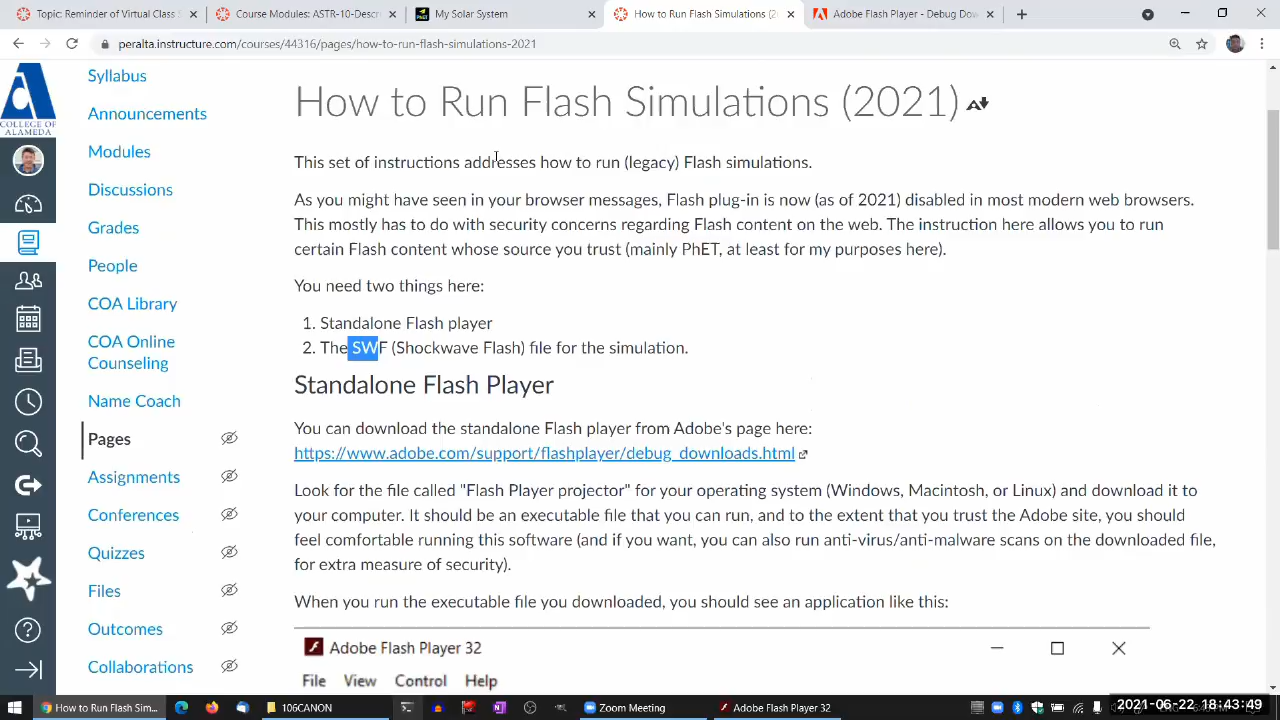 Topic: Reminder of Virtual Class S
Course Modules: ASTR-10-Descr
My Solar System
How to Run Flash Simulations (2
Adobe Flash Player - Debug Dow
peralta.instructure.com/courses/44316/pages/how-to-run-flash-simulations-2021
COLLEGE OF
ALAMEDA
Syllabus
Announcements
Modules
Discussions
Grades
People
COA Library
COA Online
Counseling
Name Coach
Pages
Assignments
Conferences
Quizzes
Files
Outcomes
Collaborations
How to Run Flash Simulations (2021)
This set of instructions addresses how to run (legacy) Flash simulations.
As you might have seen in your browser messages, Flash plug-in is now (as of 2021) disabled in most modern web browsers.
This mostly has to do with security concerns regarding Flash content on the web. The instruction here allows you to run
certain Flash content whose source you trust (mainly PhET, at least for my purposes here).
You need two things here:
1. Standalone Flash player
2. The SWF (Shockwave Flash) file for the simulation.
Standalone Flash Player
You can download the standalone Flash player from Adobe's page here:
https://www.adobe.com/support/flashplayer/debug_downloads.html
Look for the file called "Flash Player projector" for your operating system (Windows, Macintosh, or Linux) and download it to
your computer. It should be an executable file that you can run, and to the extent that you trust the Adobe site, you should
feel comfortable running this software (and if you want, you can also run anti-virus/anti-malware scans on the downloaded file,
for extra measure of security).
When you run the executable file you downloaded, you should see an application like this:
Adobe Flash Player 32
File View Control Help
How to Run Flash Sim...
106CANON
Zoom Meeting
Adobe Flash Player 32
2021-06-22 18:43:49